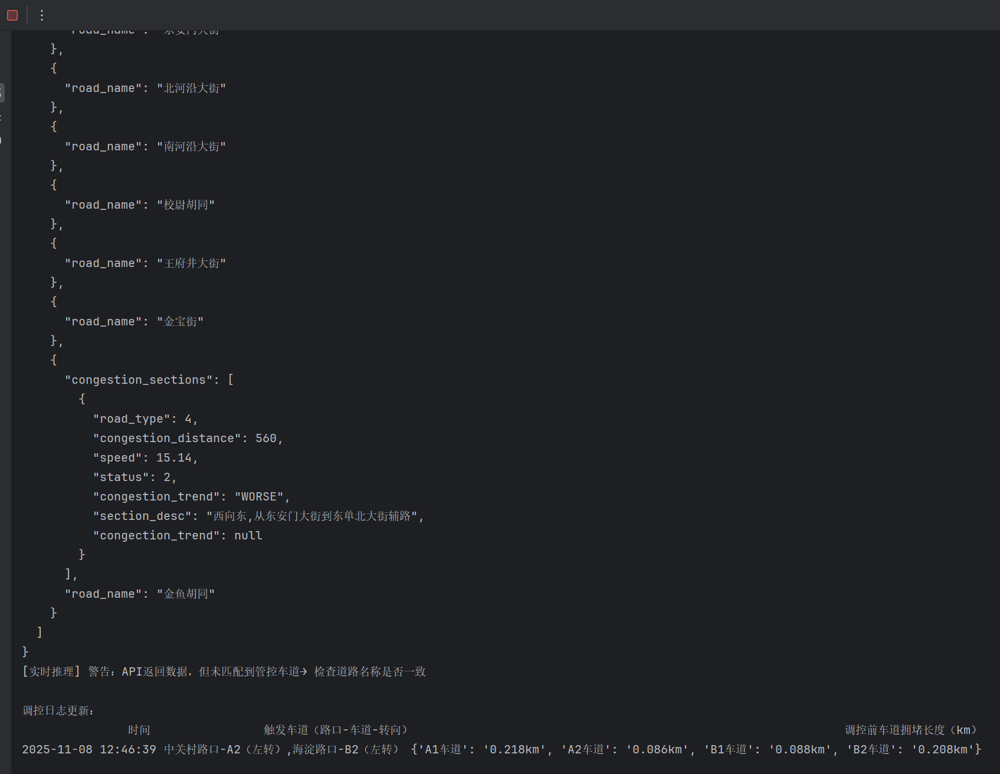 "road_name": "东安门大街"
},
{
"road_name": "北河沿大街"
},
{
"road_name": "南河沿大街"
},
{
"road_name": "校尉胡同"
},
{
"road_name": "王府井大街"
},
{
"road_name": "金宝街"
},
{
"congestion_sections": [
{
"road_type": 4,
"congestion_distance": 560,
"speed": 15.14,
"status": 2,
"congestion_trend": "WORSE",
"section_desc": "西向东,从东安门大街到东单北大街辅路",
"congection_trend": null
}
],
"road_name": "金鱼胡同"
}
]
}
[实时推理] 警告：API返回数据，但未匹配到管控车道→ 检查道路名称是否一致
调控日志更新：
时间 触发车道（路口-车道-转向） 调控前车道拥堵长度（km）
2025-11-08 12:46:39 中关村路口-A2（左转）,海淀路口-B2（左转） {'A1车道': '0.218km', 'A2车道': '0.086km', 'B1车道': '0.088km', 'B2车道': '0.208km'}